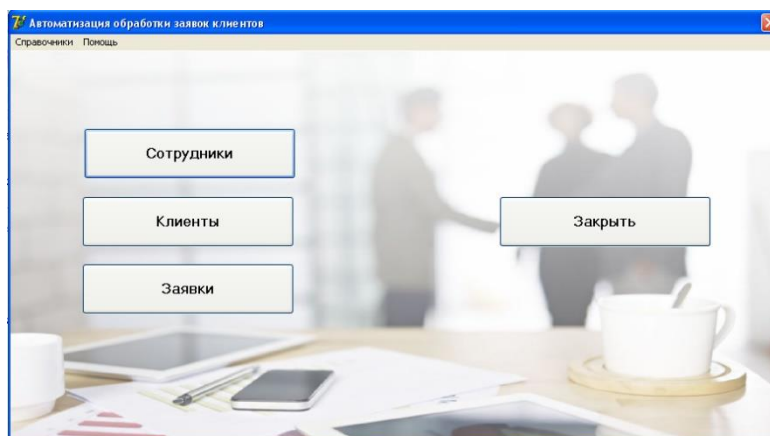 Автоматизация обработки заявок клиентов
Справочники Помощь
Сотрудники
Клиенты
Закрыть
Заявки